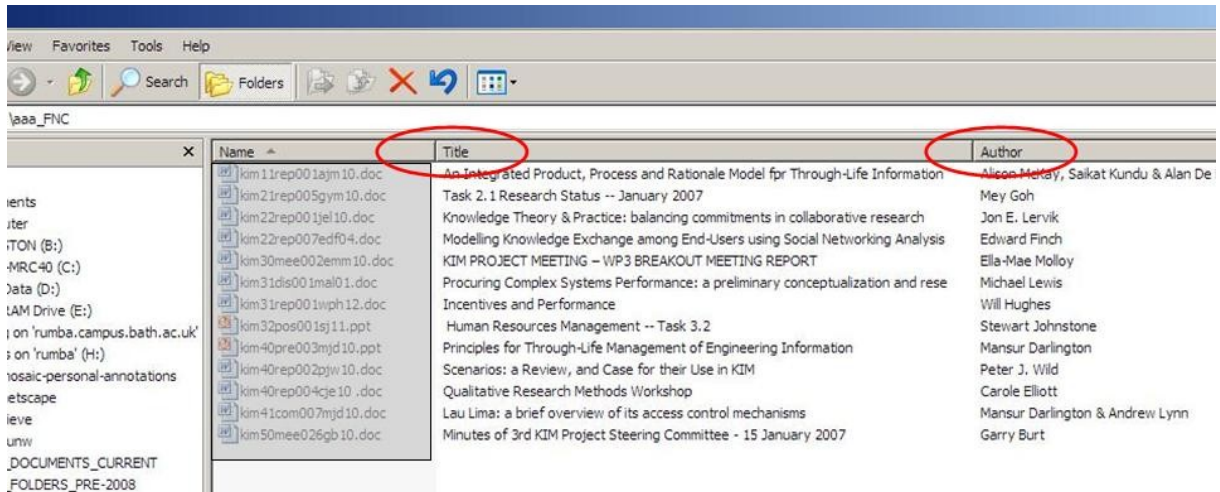 View Favorites Tools Help
Search Folders
\aaa_FNC
Name Title Author
kim11rep001ajm10.doc An Integrated Product, Process and Rationale Model fpr Through-Life Information Alison McKay, Saikat Kundu & Alan De
kim21rep005gym10.doc Task 2.1 Research Status -- January 2007 Mey Goh
ents kim22rep001jel10.doc Knowledge Theory & Practice: balancing commitments in collaborative research Jon E. Lervik
uter kim22rep007edf04.doc Modelling Knowledge Exchange among End-Users using Social Networking Analysis Edward Finch
STON (B:) kim30mee002emm10.doc KIM PROJECT MEETING – WP3 BREAKOUT MEETING REPORT Ella-Mae Molloy
-MRC40 (C:) kim31dis001mal01.doc Procuring Complex Systems Performance: a preliminary conceptualization and rese Michael Lewis
Data (D:) kim31rep001wph12.doc Incentives and Performance Will Hughes
RAM Drive (E:) kim32pos001sj11.ppt Human Resources Management -- Task 3.2 Stewart Johnstone
on 'rumba.campus.bath.ac.uk' kim40pre003mjd10.ppt Principles for Through-Life Management of Engineering Information Mansur Darlington
s on 'rumba' (H:) kim40rep002pjw10.doc Scenarios: a Review, and Case for their Use in KIM Peter J. Wild
mosaic-personal-annotations kim40rep004cje10 .doc Qualitative Research Methods Workshop Carole Elliott
etscape kim41com007mjd10.doc Lau Lima: a brief overview of its access control mechanisms Mansur Darlington & Andrew Lynn
ieve kim50mee026gb10.doc Minutes of 3rd KIM Project Steering Committee - 15 January 2007 Garry Burt
unw
_DOCUMENTS_CURRENT
_FOLDERS_PRE-2008